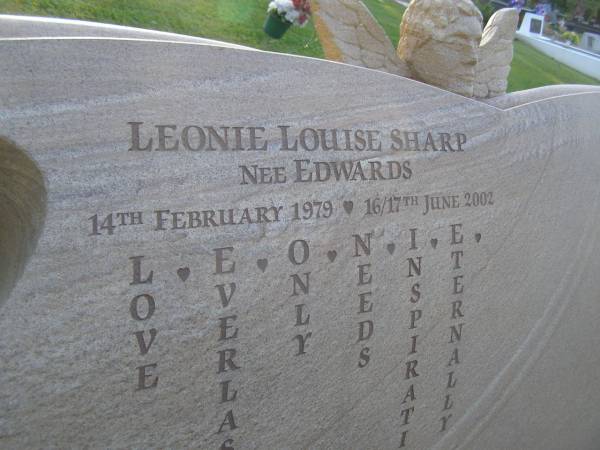 LEONIE LOUISE SHARP
NEE EDWARDS
14TH FEBRUARY 1979 ♥ 16/17TH JUNE 2002
LOVE
EVERLAS
ONLY
NEEDS
INSPIRATI
ETERNALLY